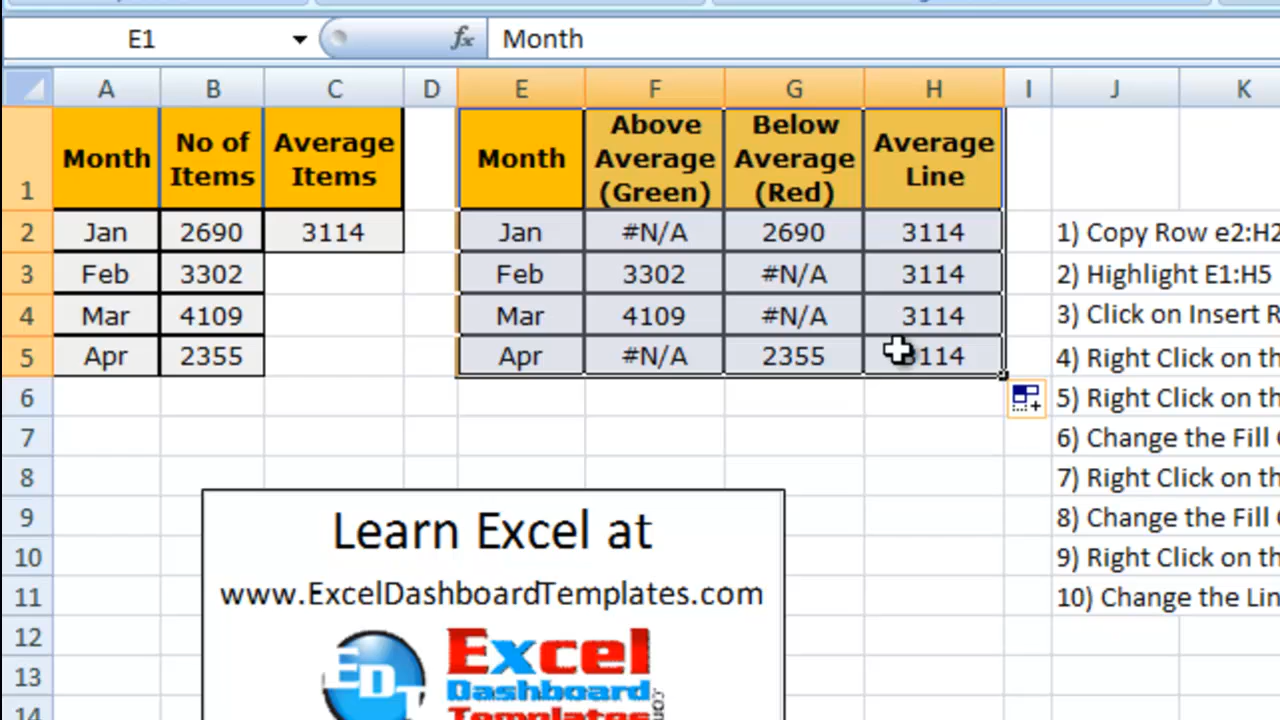 E1 fx Month
A B C D E F G H I J K
1 Month No of Items Average Items Month Above Average (Green) Below Average (Red) Average Line
2 Jan 2690 3114 Jan #N/A 2690 3114 1) Copy Row e2:H2
3 Feb 3302 Feb 3302 #N/A 3114 2) Highlight E1:H5
4 Mar 4109 Mar 4109 #N/A 3114 3) Click on Insert R
5 Apr 2355 Apr #N/A 2355 3114 4) Right Click on th
6 5) Right Click on th
7 6) Change the Fill C
8 7) Right Click on th
9 8) Change the Fill C
10 9) Right Click on th
11 10) Change the Lin
12
13
14
Learn Excel at
www.ExcelDashboardTemplates.com
EDT
Excel
Dashboard
Templates
.COM